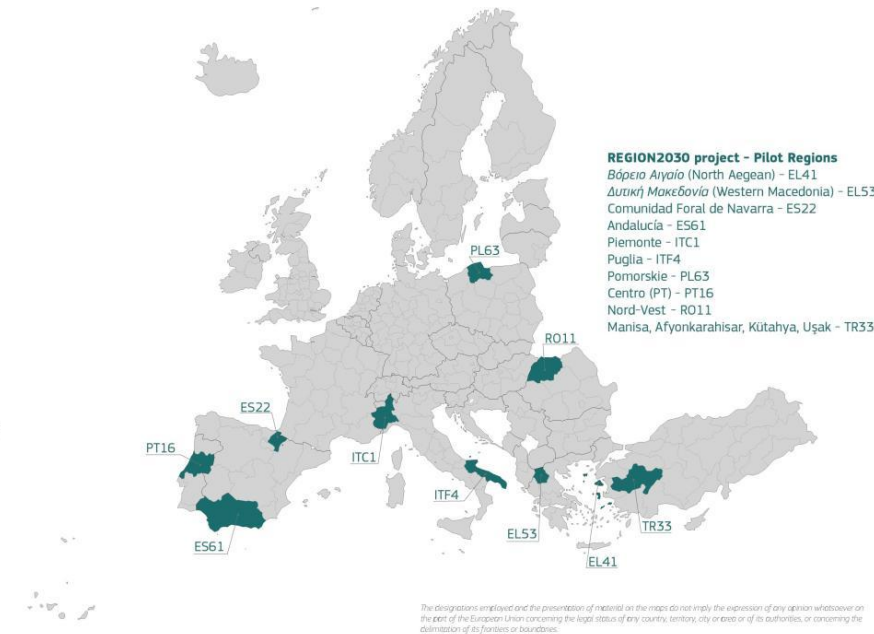 REGION2030 project - Pilot Regions
Βόρειο Αιγαίο (North Aegean) - EL41
Δυτική Μακεδονία (Western Macedonia) - EL53
Comunidad Foral de Navarra - ES22
Andalucía - ES61
Piemonte - ITC1
Puglia - ITF4
Pomorskie - PL63
Centro (PT) - PT16
Nord-Vest - RO11
Manisa, Afyonkarahisar, Kütahya, Uşak - TR33
PL63
RO11
ES22
PT16
ITC1
ITF4
ES61
EL53
TR33
EL41
The designations employed and the presentation of material on the maps do not imply the expression of any opinion whatsoever on
the part of the European Union concerning the legal status of any country, territory, city or area or of its authorities, or concerning the
delimitation of its frontiers or boundaries.